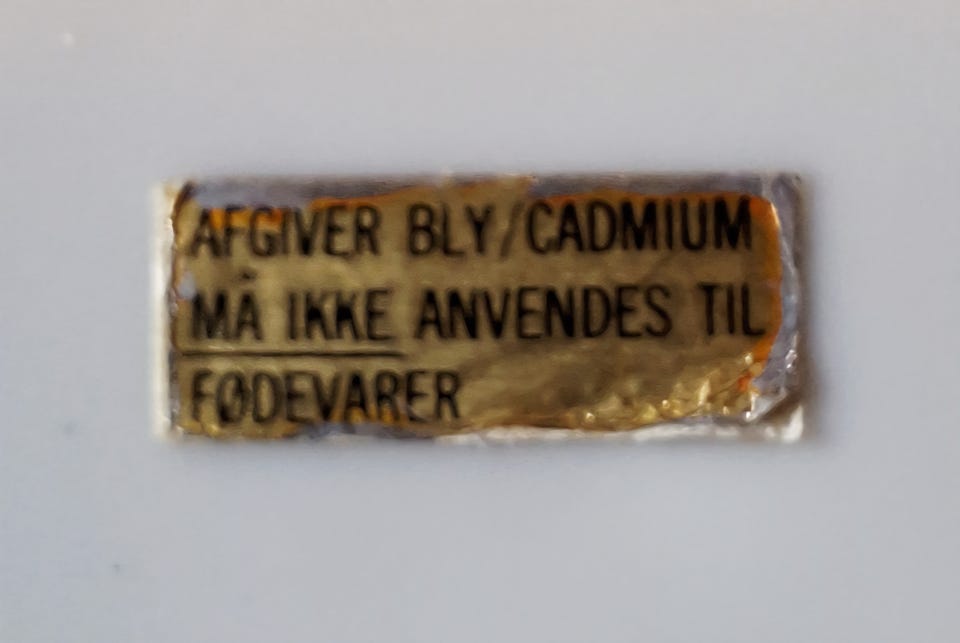 AFGIVER BLY/CADMIUM
MÅ IKKE ANVENDES TIL
FØDEVARER